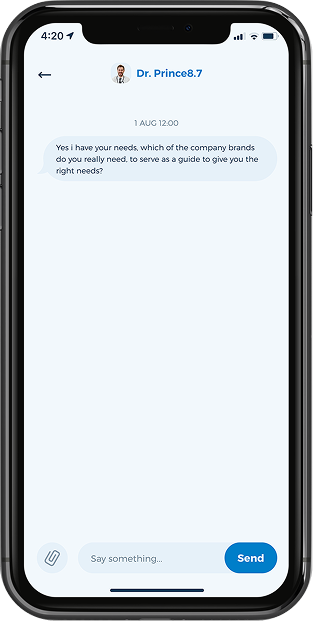 4:20
Dr. Prince8.7
1 AUG 12:00
Yes i have your needs, which of the company brands
do you really need, to serve as a guide to give you the
right needs?
Say something...
Send